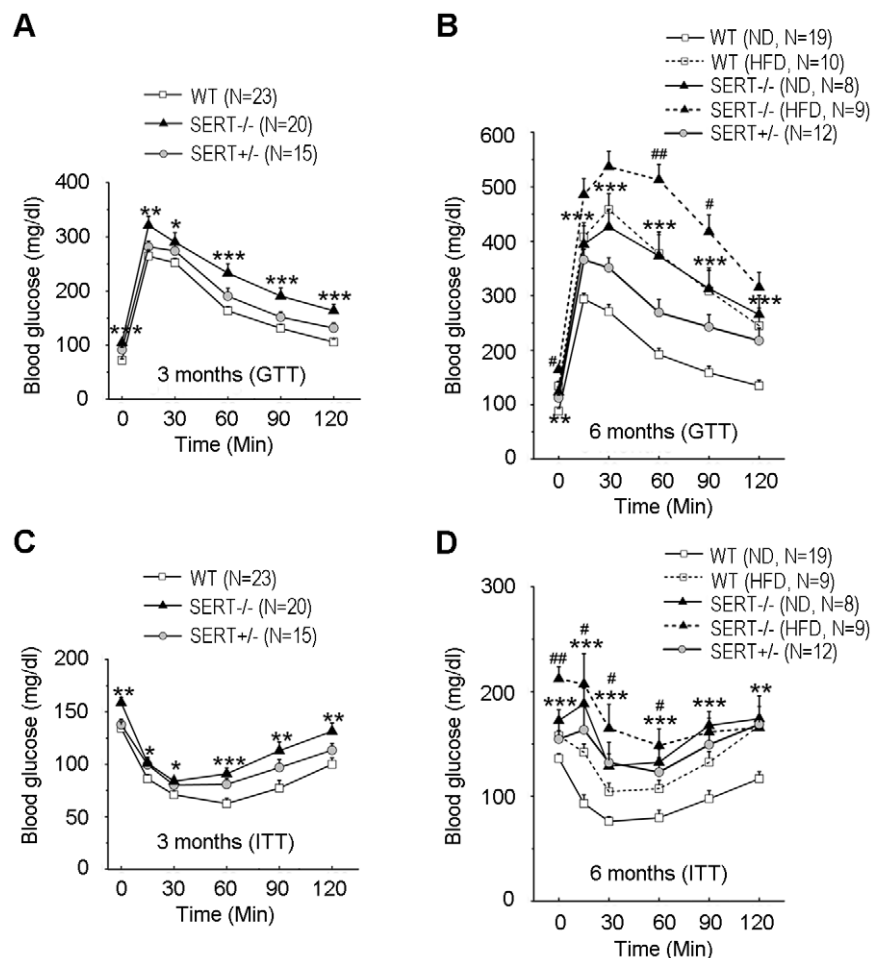 A
WT (N=23)
SERT-/- (N=20)
SERT+/- (N=15)
Blood glucose (mg/dl)
400
300
200
100
0
*** ** * *** *** ***
3 months (GTT)
0 30 60 90 120
Time (Min)
B
WT (ND, N=19)
WT (HFD, N=10)
SERT-/- (ND, N=8)
SERT-/- (HFD, N=9)
SERT+/- (N=12)
Blood glucose (mg/dl)
600
500
400
300
200
100
0
## #
*** *** *** *** ***
#
**
6 months (GTT)
0 30 60 90 120
Time (Min)
C
WT (N=23)
SERT-/- (N=20)
SERT+/- (N=15)
Blood glucose (mg/dl)
200
150
100
50
0
** * * *** ** **
3 months (ITT)
0 30 60 90 120
Time (Min)
D
WT (ND, N=19)
WT (HFD, N=9)
SERT-/- (ND, N=8)
SERT-/- (HFD, N=9)
SERT+/- (N=12)
Blood glucose (mg/dl)
300
200
100
0
## # # #
*** *** *** *** *** **
6 months (ITT)
0 30 60 90 120
Time (Min)